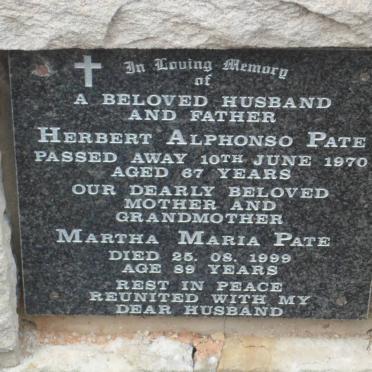 In Loving Memory
of
A BELOVED HUSBAND
AND FATHER
HERBERT ALPHONSO PATE
PASSED AWAY 10TH JUNE 1970
AGED 67 YEARS
OUR DEARLY BELOVED
MOTHER AND
GRANDMOTHER
MARTHA MARIA PATE
DIED 25. 08. 1999
AGE 89 YEARS
REST IN PEACE
REUNITED WITH MY
DEAR HUSBAND